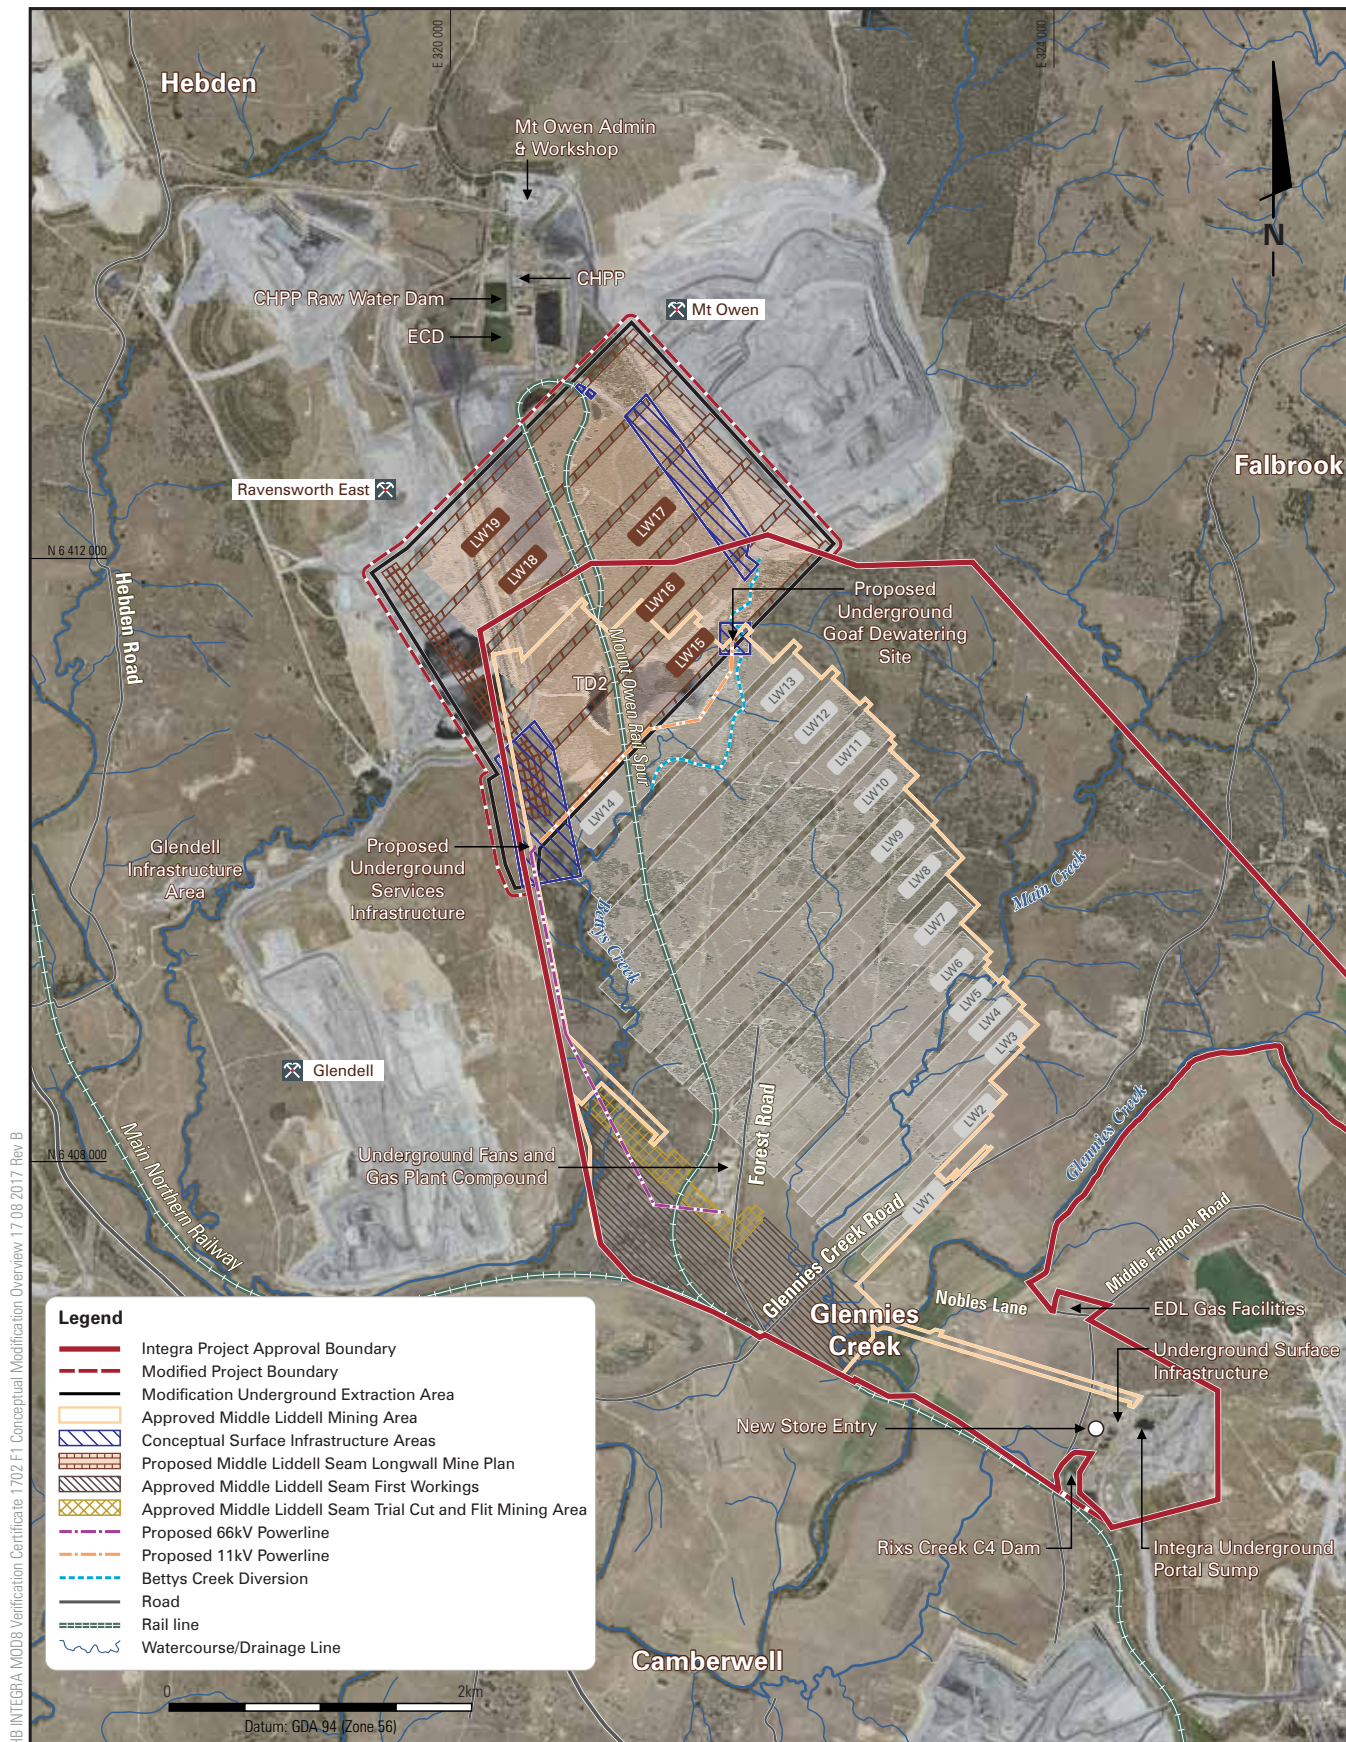 E 320 000
E 324 000
Hebden
Mt Owen Admin
& Workshop
N
CHPP
CHPP Raw Water Dam
Mt Owen
ECD
Falbrook
Ravensworth East
LW19
LW17
LW18
N 6 412 000
Hebden Road
LW16
Proposed
Underground
Goaf Dewatering
Site
LW15
Mount Owen Rail Spur
TD2
LW13
LW12
LW11
LW10
LW14
LW9
LW8
LW7
LW6
LW5
LW4
LW3
LW2
LW1
Glendell
Infrastructure
Area
Proposed
Underground
Services
Infrastructure
Main Creek
Bettys Creek
Glendell
Forest Road
Glennies Creek
Main Northern Railway
N 6 408 000
Underground Fans and
Gas Plant Compound
Glennies Creek Road
Middle Falbrook Road
Nobles Lane
EDL Gas Facilities
Glennies
Creek
Underground Surface
Infrastructure
New Store Entry
Rixs Creek C4 Dam
Integra Underground
Portal Sump
Camberwell
Legend
Integra Project Approval Boundary
Modified Project Boundary
Modification Underground Extraction Area
Approved Middle Liddell Mining Area
Conceptual Surface Infrastructure Areas
Proposed Middle Liddell Seam Longwall Mine Plan
Approved Middle Liddell Seam First Workings
Approved Middle Liddell Seam Trial Cut and Flit Mining Area
Proposed 66kV Powerline
Proposed 11kV Powerline
Bettys Creek Diversion
Road
Rail line
Watercourse/Drainage Line
0
2km
Datum: GDA 94 (Zone 56)
HB INTEGRA MOD8 Verification Certificate 1702 F1 Conceptual Modification Overview 17 08 2017 Rev B